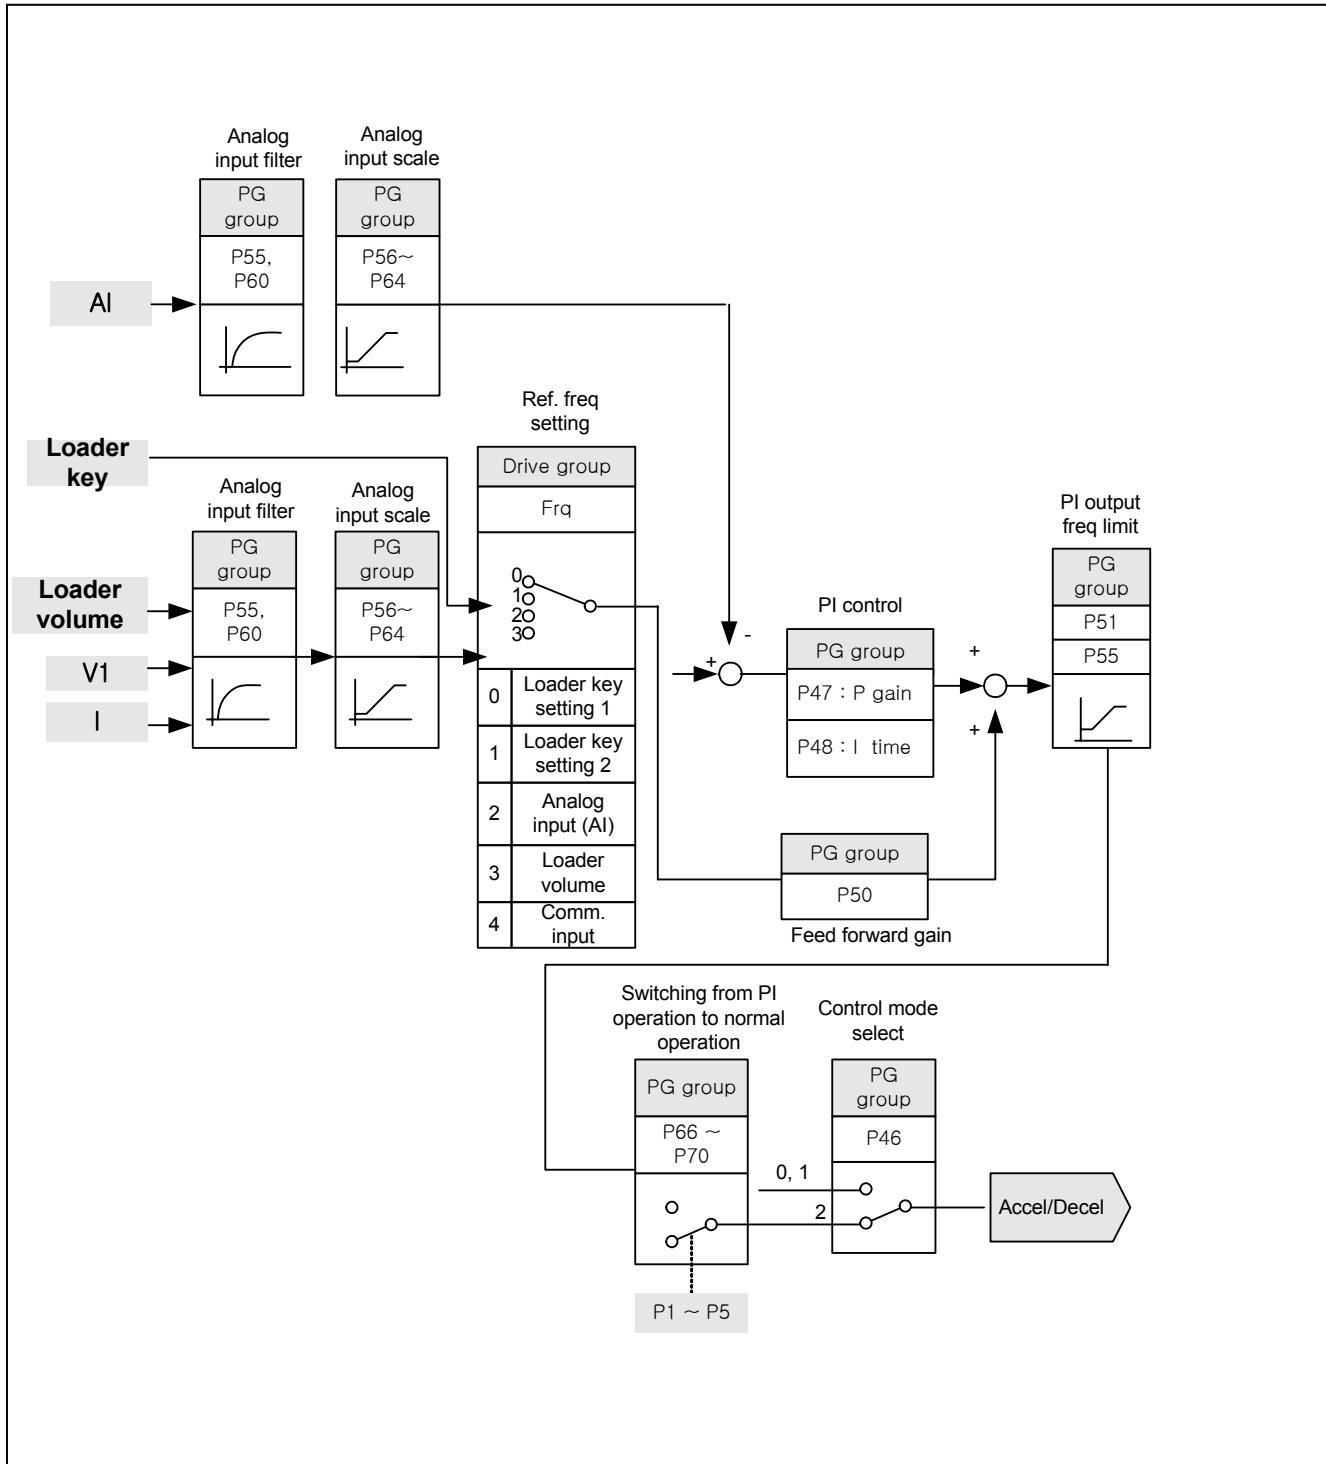 Analog
input filter
Analog
input scale
PG
group
PG
group
P55,
P60
P56~
P64
AI
Ref. freq
setting
Loader
key
Drive group
Frq
Analog
input filter
Analog
input scale
PI output
freq limit
PG
group
PG
group
PG
group
Loader
volume
P55,
P60
P56~
P64
0
1
2
3
PI control
P51
P55
V1
I
-
+
PG group
P47 : P gain
P48 : I time
+
+
0
Loader key
setting 1
1
Loader key
setting 2
2
Analog
input (AI)
3
Loader
volume
4
Comm.
input
PG group
P50
Feed forward gain
Switching from PI
operation to normal
operation
Control mode
select
PG group
PG
group
P66 ~
P70
P46
0, 1
2
Accel/Decel
P1 ~ P5